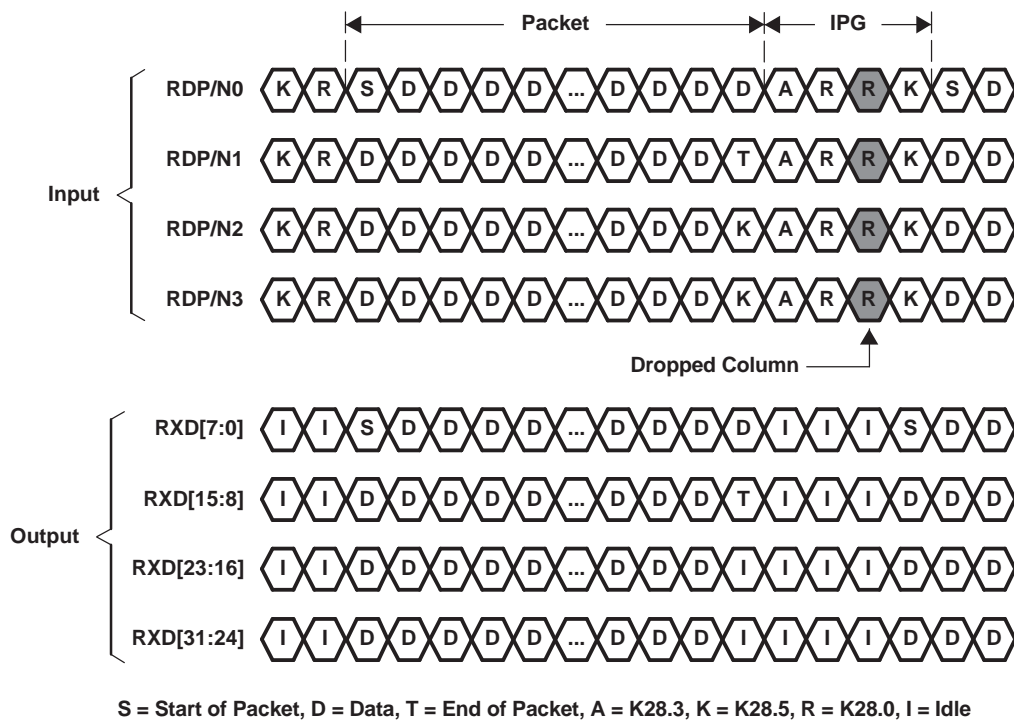 Packet IPG
RDP/N0 K R S D D D D ... D D D D A R R K S D
RDP/N1 K R D D D D D ... D D D T A R R K D D
Input
RDP/N2 K R D D D D D ... D D D K A R R K D D
RDP/N3 K R D D D D D ... D D D K A R R K D D
Dropped Column
RXD[7:0] I I S D D D D ... D D D D I I I S D D
RXD[15:8] I I D D D D D ... D D D T I I I D D D
Output
RXD[23:16] I I D D D D D ... D D D I I I I D D D
RXD[31:24] I I D D D D D ... D D D I I I I D D D
S = Start of Packet, D = Data, T = End of Packet, A = K28.3, K = K28.5, R = K28.0, I = Idle